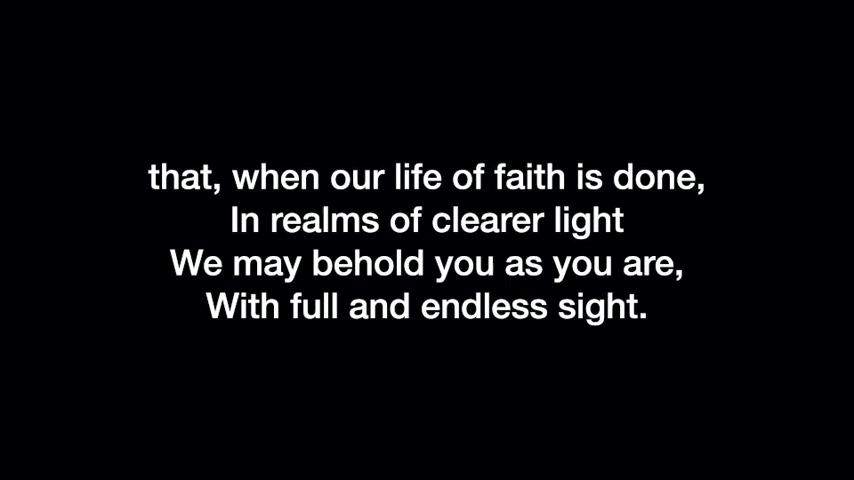 that, when our life of faith is done,
In realms of clearer light
We may behold you as you are,
With full and endless sight.